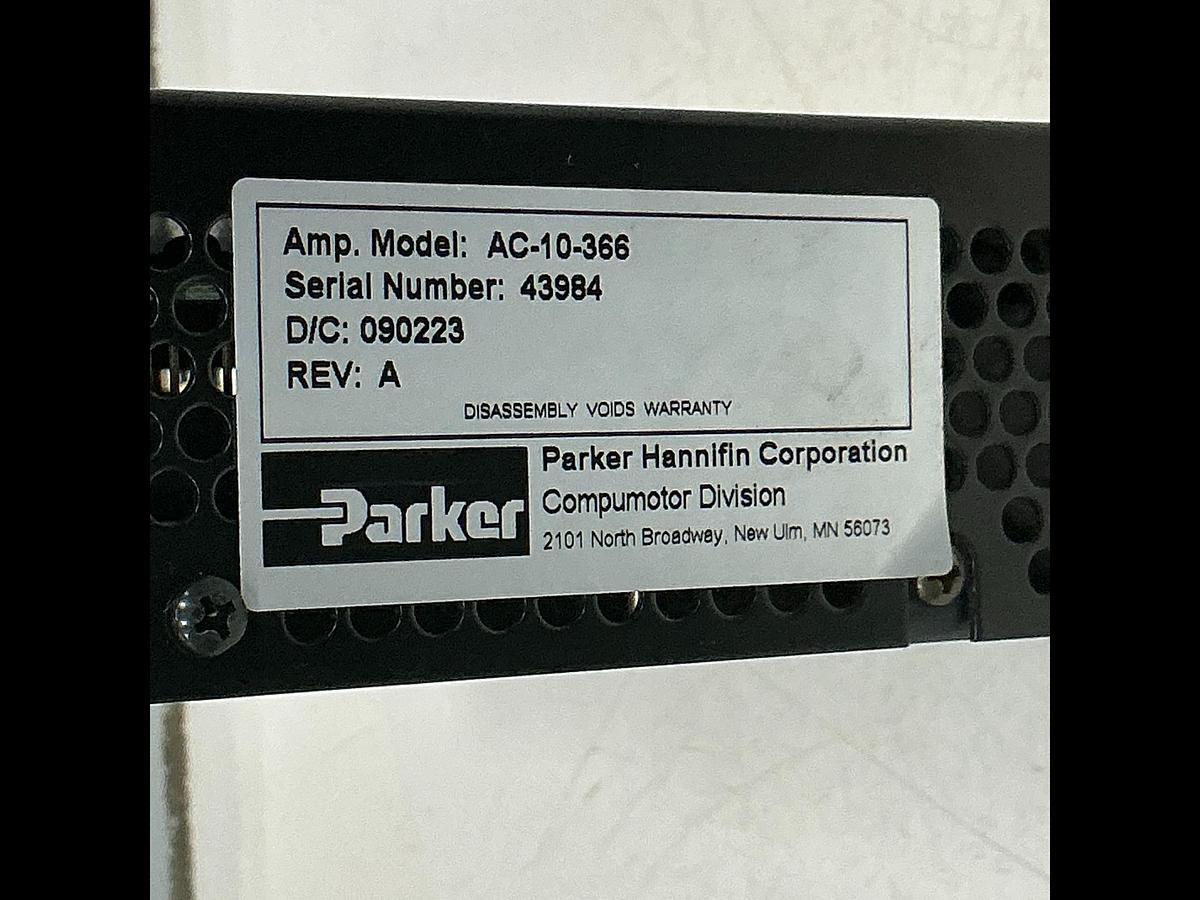 Amp. Model: AC-10-366
Serial Number: 43984
D/C: 090223
REV: A
DISASSEMBLY VOIDS WARRANTY
Parker
Parker Hannifin Corporation
Compumotor Division
2101 North Broadway, New Ulm, MN 56073